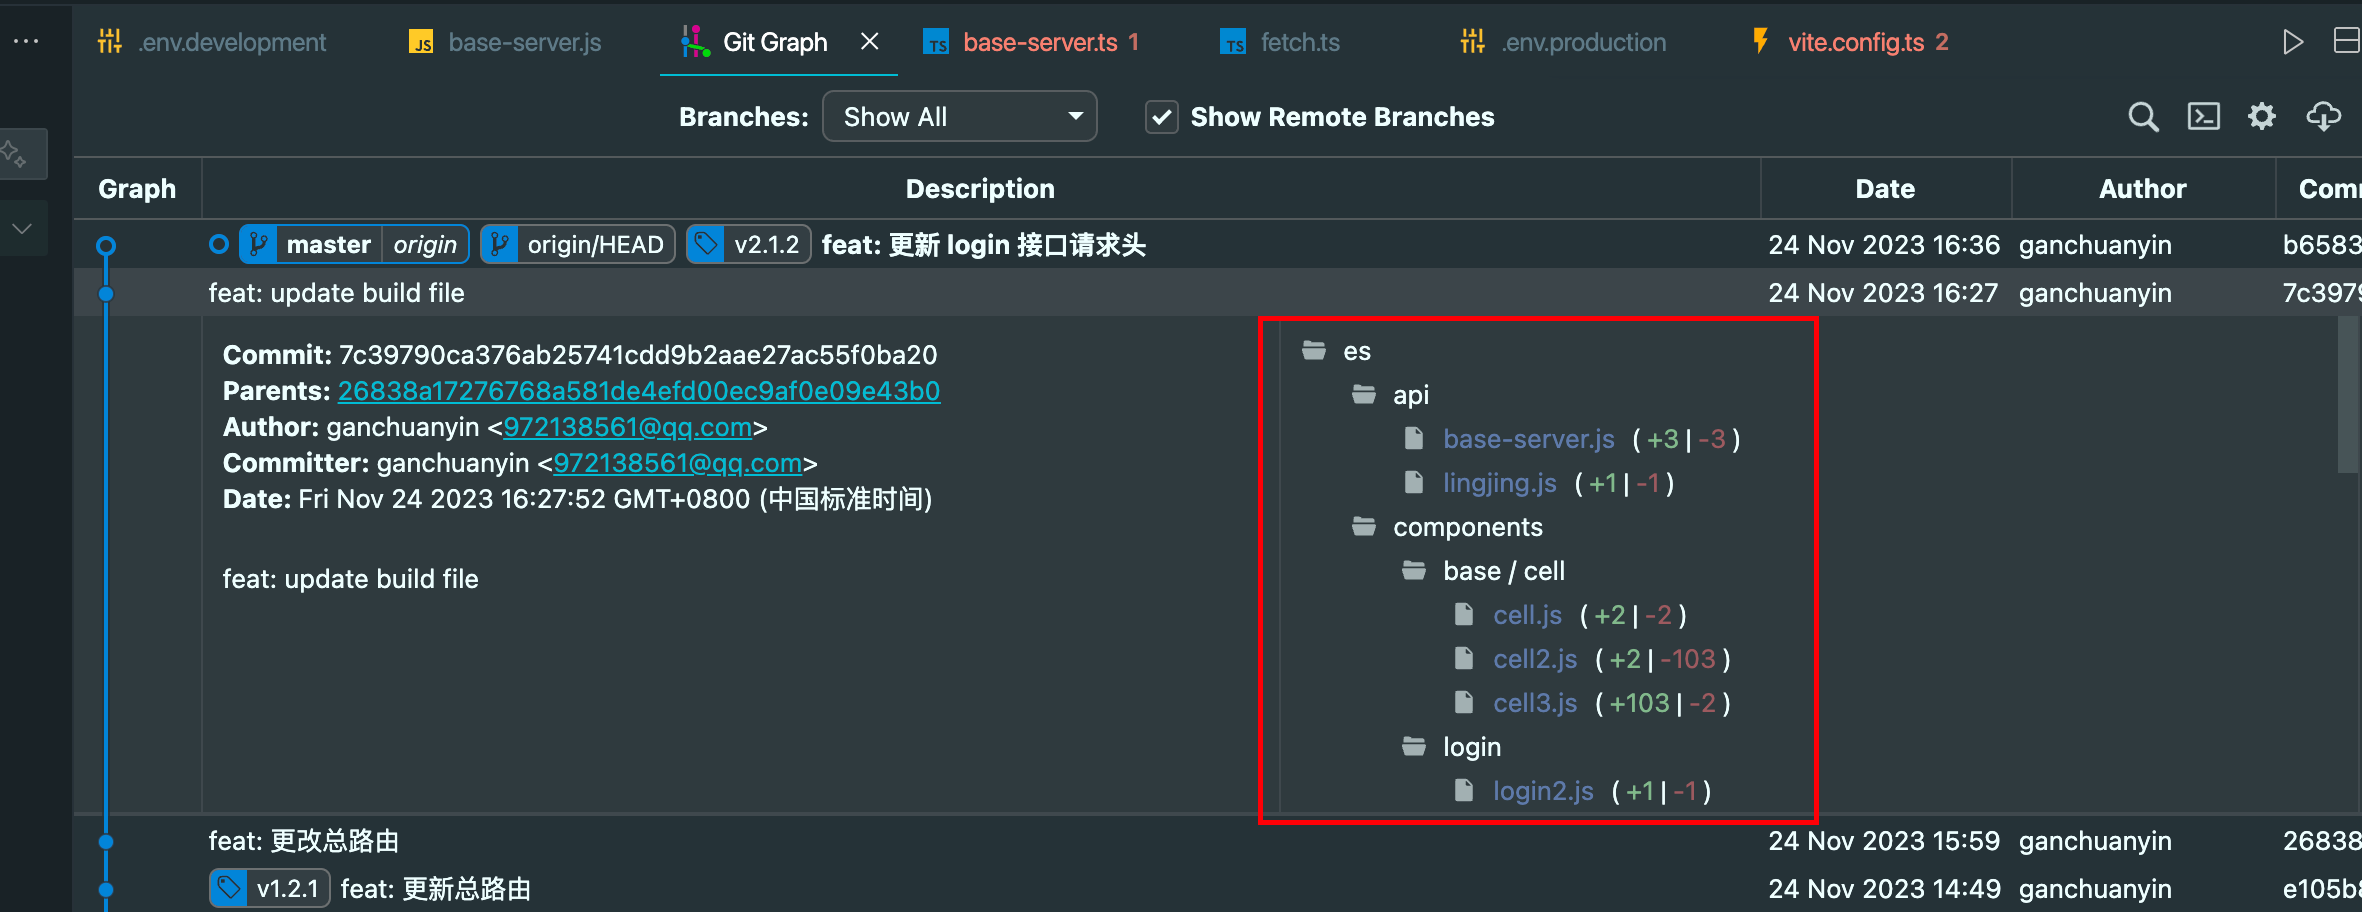 .env.development
JS base-server.js
Git Graph
TS base-server.ts 1
TS fetch.ts
.env.production
vite.config.ts 2
Branches: Show All
Show Remote Branches
Graph Description Date Author
master origin origin/HEAD v2.1.2 feat: 更新 login 接口请求头 24 Nov 2023 16:36 ganchuanyin b6583
feat: update build file 24 Nov 2023 16:27 ganchuanyin 7c397
Commit: 7c39790ca376ab25741cdd9b2aae27ac55f0ba20
Parents: 26838a17276768a581de4efd00ec9af0e09e43b0
Author: ganchuanyin <972138561@qq.com>
Committer: ganchuanyin <972138561@qq.com>
Date: Fri Nov 24 2023 16:27:52 GMT+0800 (中国标准时间)
feat: update build file
es
api
base-server.js (+3|-3)
lingjing.js (+1|-1)
components
base / cell
cell.js (+2|-2)
cell2.js (+2|-103)
cell3.js (+103|-2)
login
login2.js (+1|-1)
feat: 更改总路由 24 Nov 2023 15:59 ganchuanyin 26838
v1.2.1 feat: 更新总路由 24 Nov 2023 14:49 ganchuanyin e105b